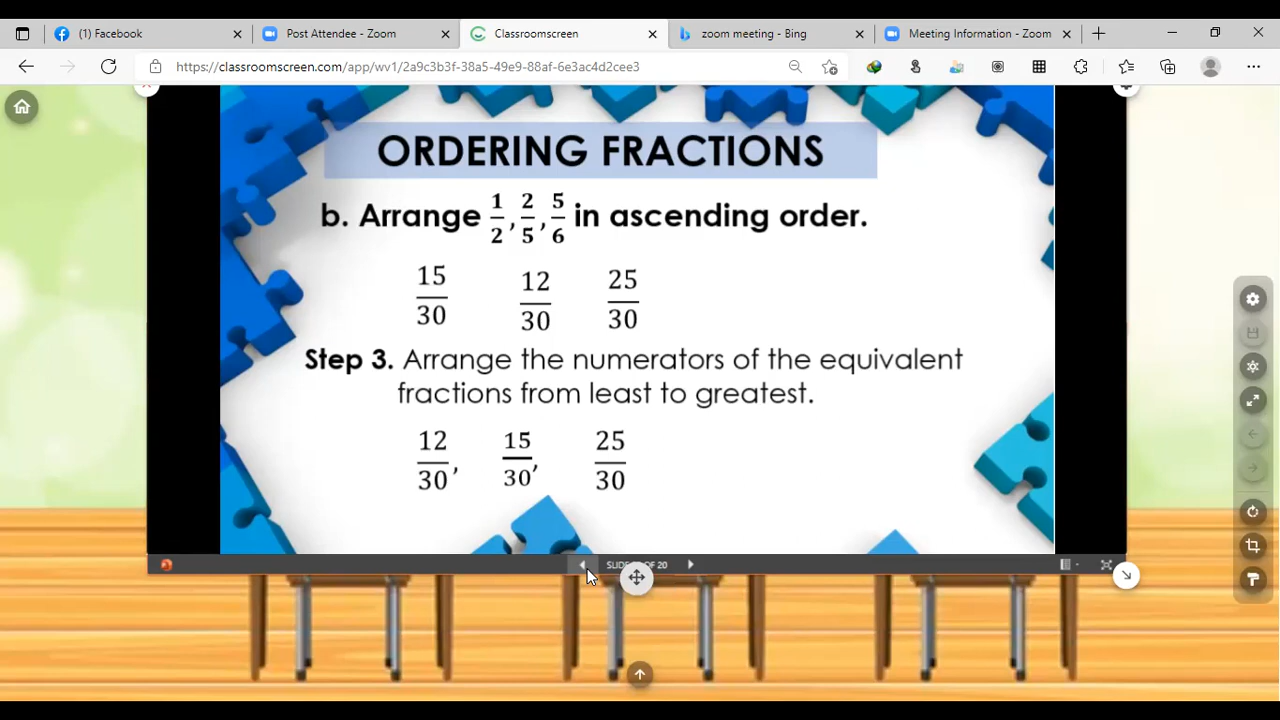 (1) Facebook
Post Attendee - Zoom
Classroomscreen
zoom meeting - Bing
Meeting Information - Zoom
https://classroomscreen.com/app/wv1/2a9c3b3f-38a5-49e9-88af-6e3ac4d2cee3
ORDERING FRACTIONS
b. Arrange 1/2, 2/5, 5/6 in ascending order.
15/30 12/30 25/30
Step 3. Arrange the numerators of the equivalent
fractions from least to greatest.
12/30, 15/30, 25/30
OF 20